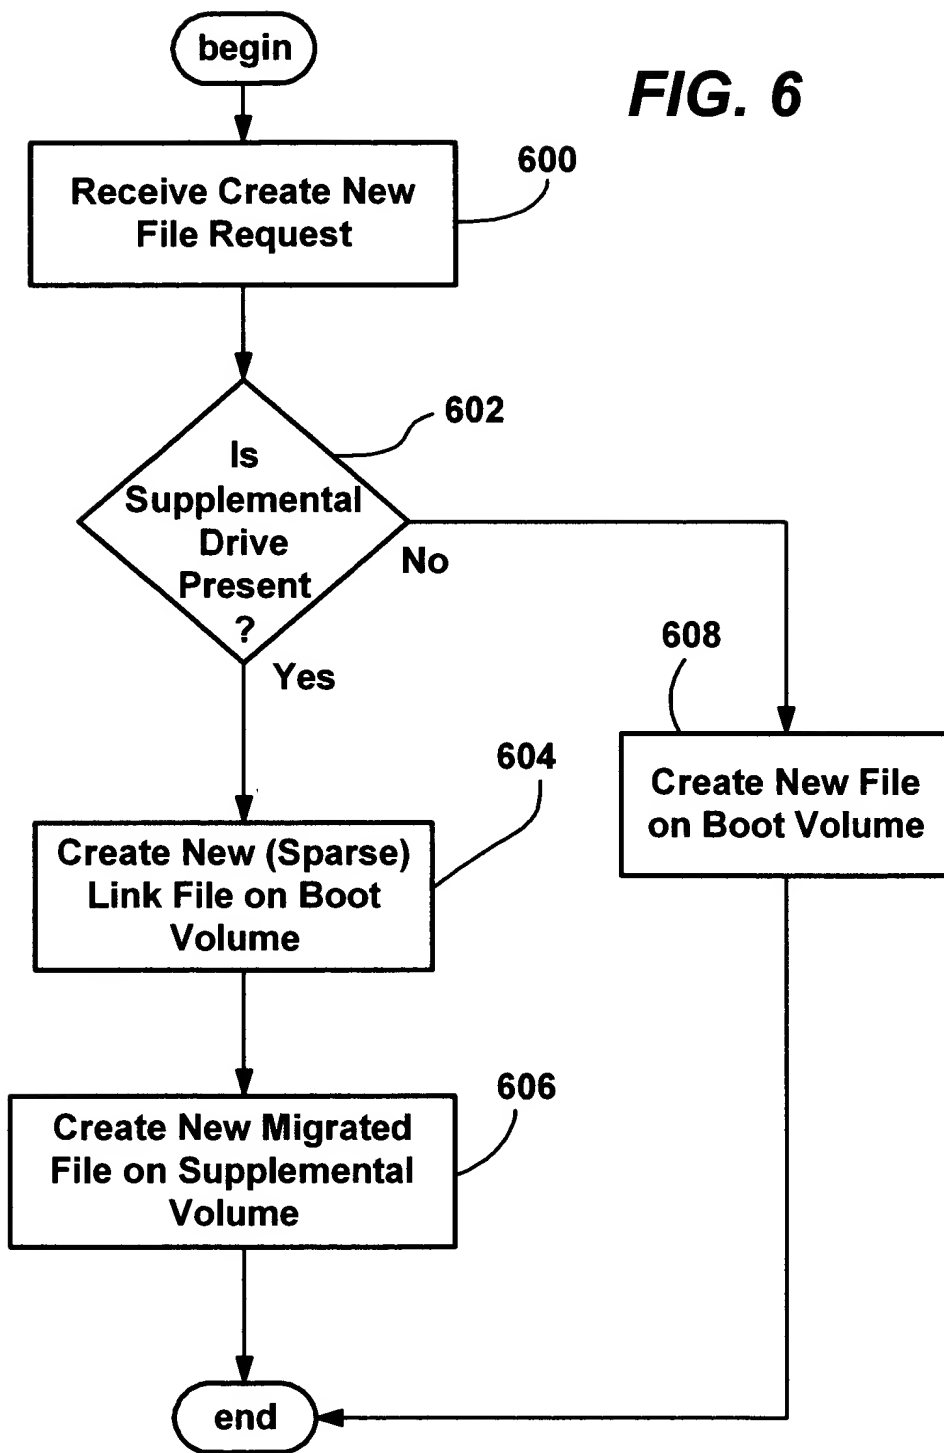 begin
FIG. 6
600
Receive Create New
File Request
602
Is
Supplemental
Drive
Present
?
No
Yes
608
Create New File
on Boot Volume
604
Create New (Sparse)
Link File on Boot
Volume
606
Create New Migrated
File on Supplemental
Volume
end